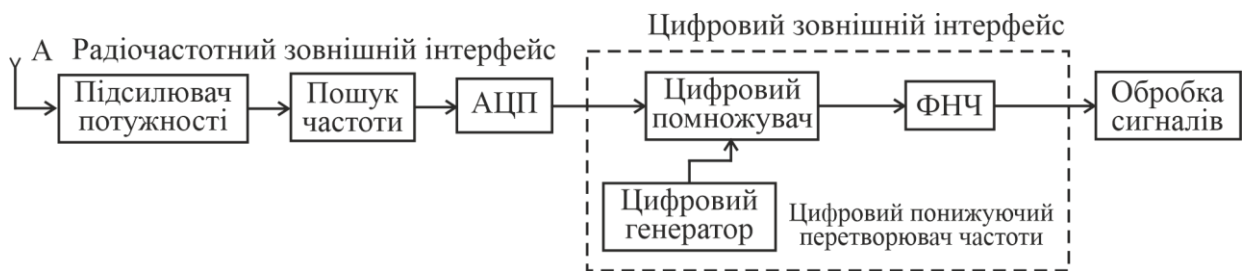 Цифровий зовнішній інтерфейс
А Радіочастотний зовнішній інтерфейс
Підсилювач
потужності
Пошук
частоти
АЦП
Цифровий
помножувач
ФНЧ
Обробка
сигналів
Цифровий
генератор
Цифровий понижуючий
перетворювач частоти